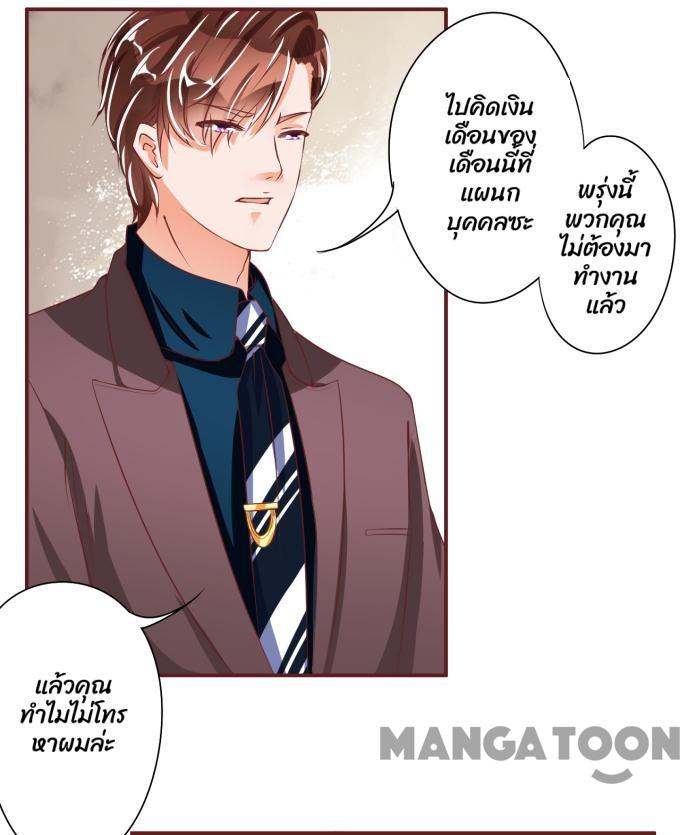 ไปคิดเงิน
เดือนของ
เดือนนี้ที่
แผนก
บุคคลซะ
พรุ่งนี้
พวกคุณ
ไม่ต้องมา
ทำงาน
แล้ว
แล้วคุณ
ทำไมไม่โทร
หาผมล่ะ
MANGATOON